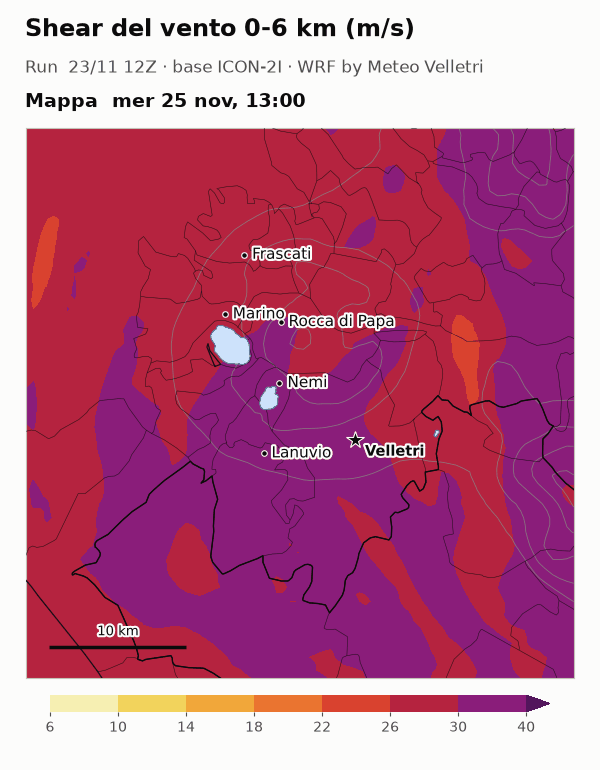 Shear del vento 0-6 km (m/s)
Run  23/11 12Z · base ICON-2I · WRF by Meteo Velletri
Mappa  mer 25 nov, 13:00
Frascati
Marino
Rocca di Papa
Nemi
Velletri
Lanuvio
10 km
6 10 14 18 22 26 30 40